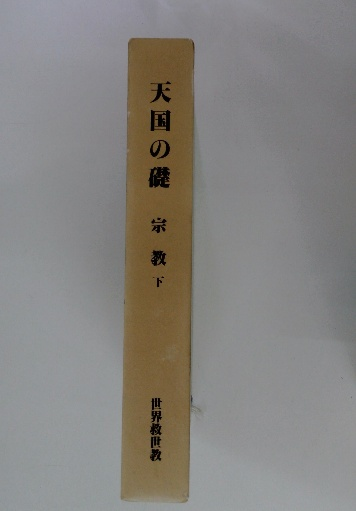 天国の礎 宗教 下 世界救世教